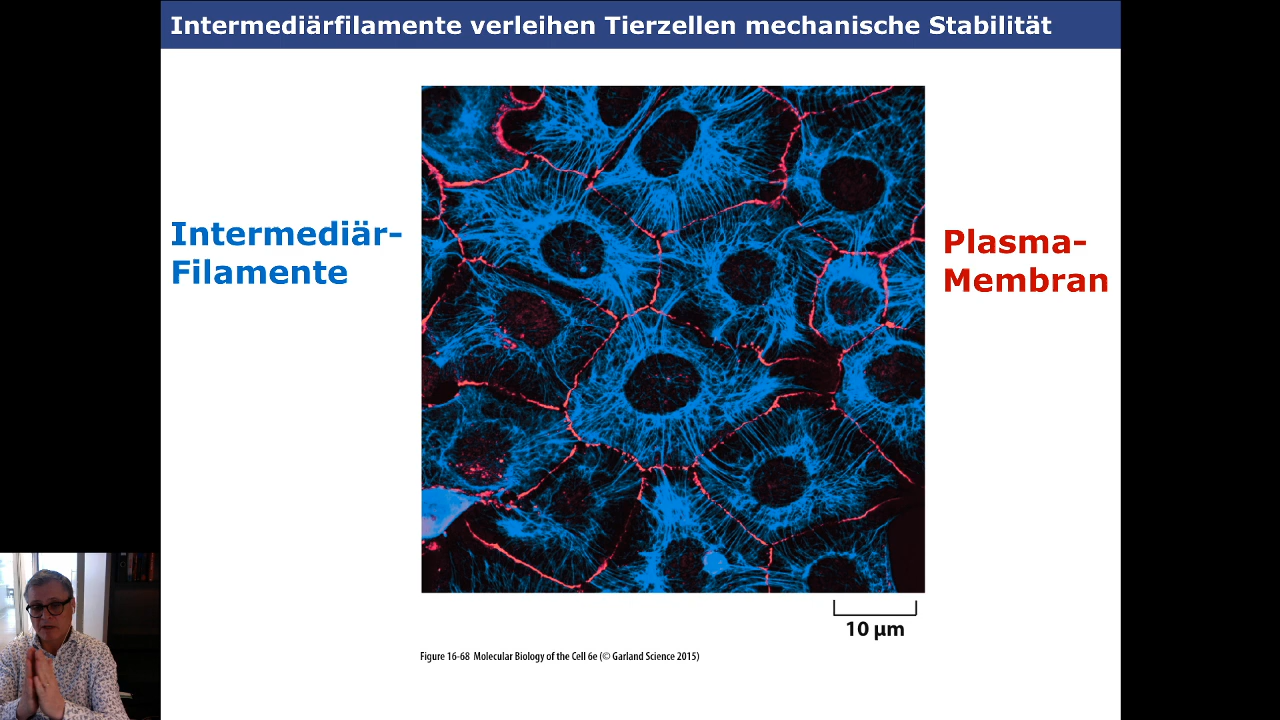 Intermediärfilamente verleihen Tierzellen mechanische Stabilität
Intermediär-
Filamente
Plasma-
Membran
10 µm
Figure 16-68 Molecular Biology of the Cell 6e (© Garland Science 2015)